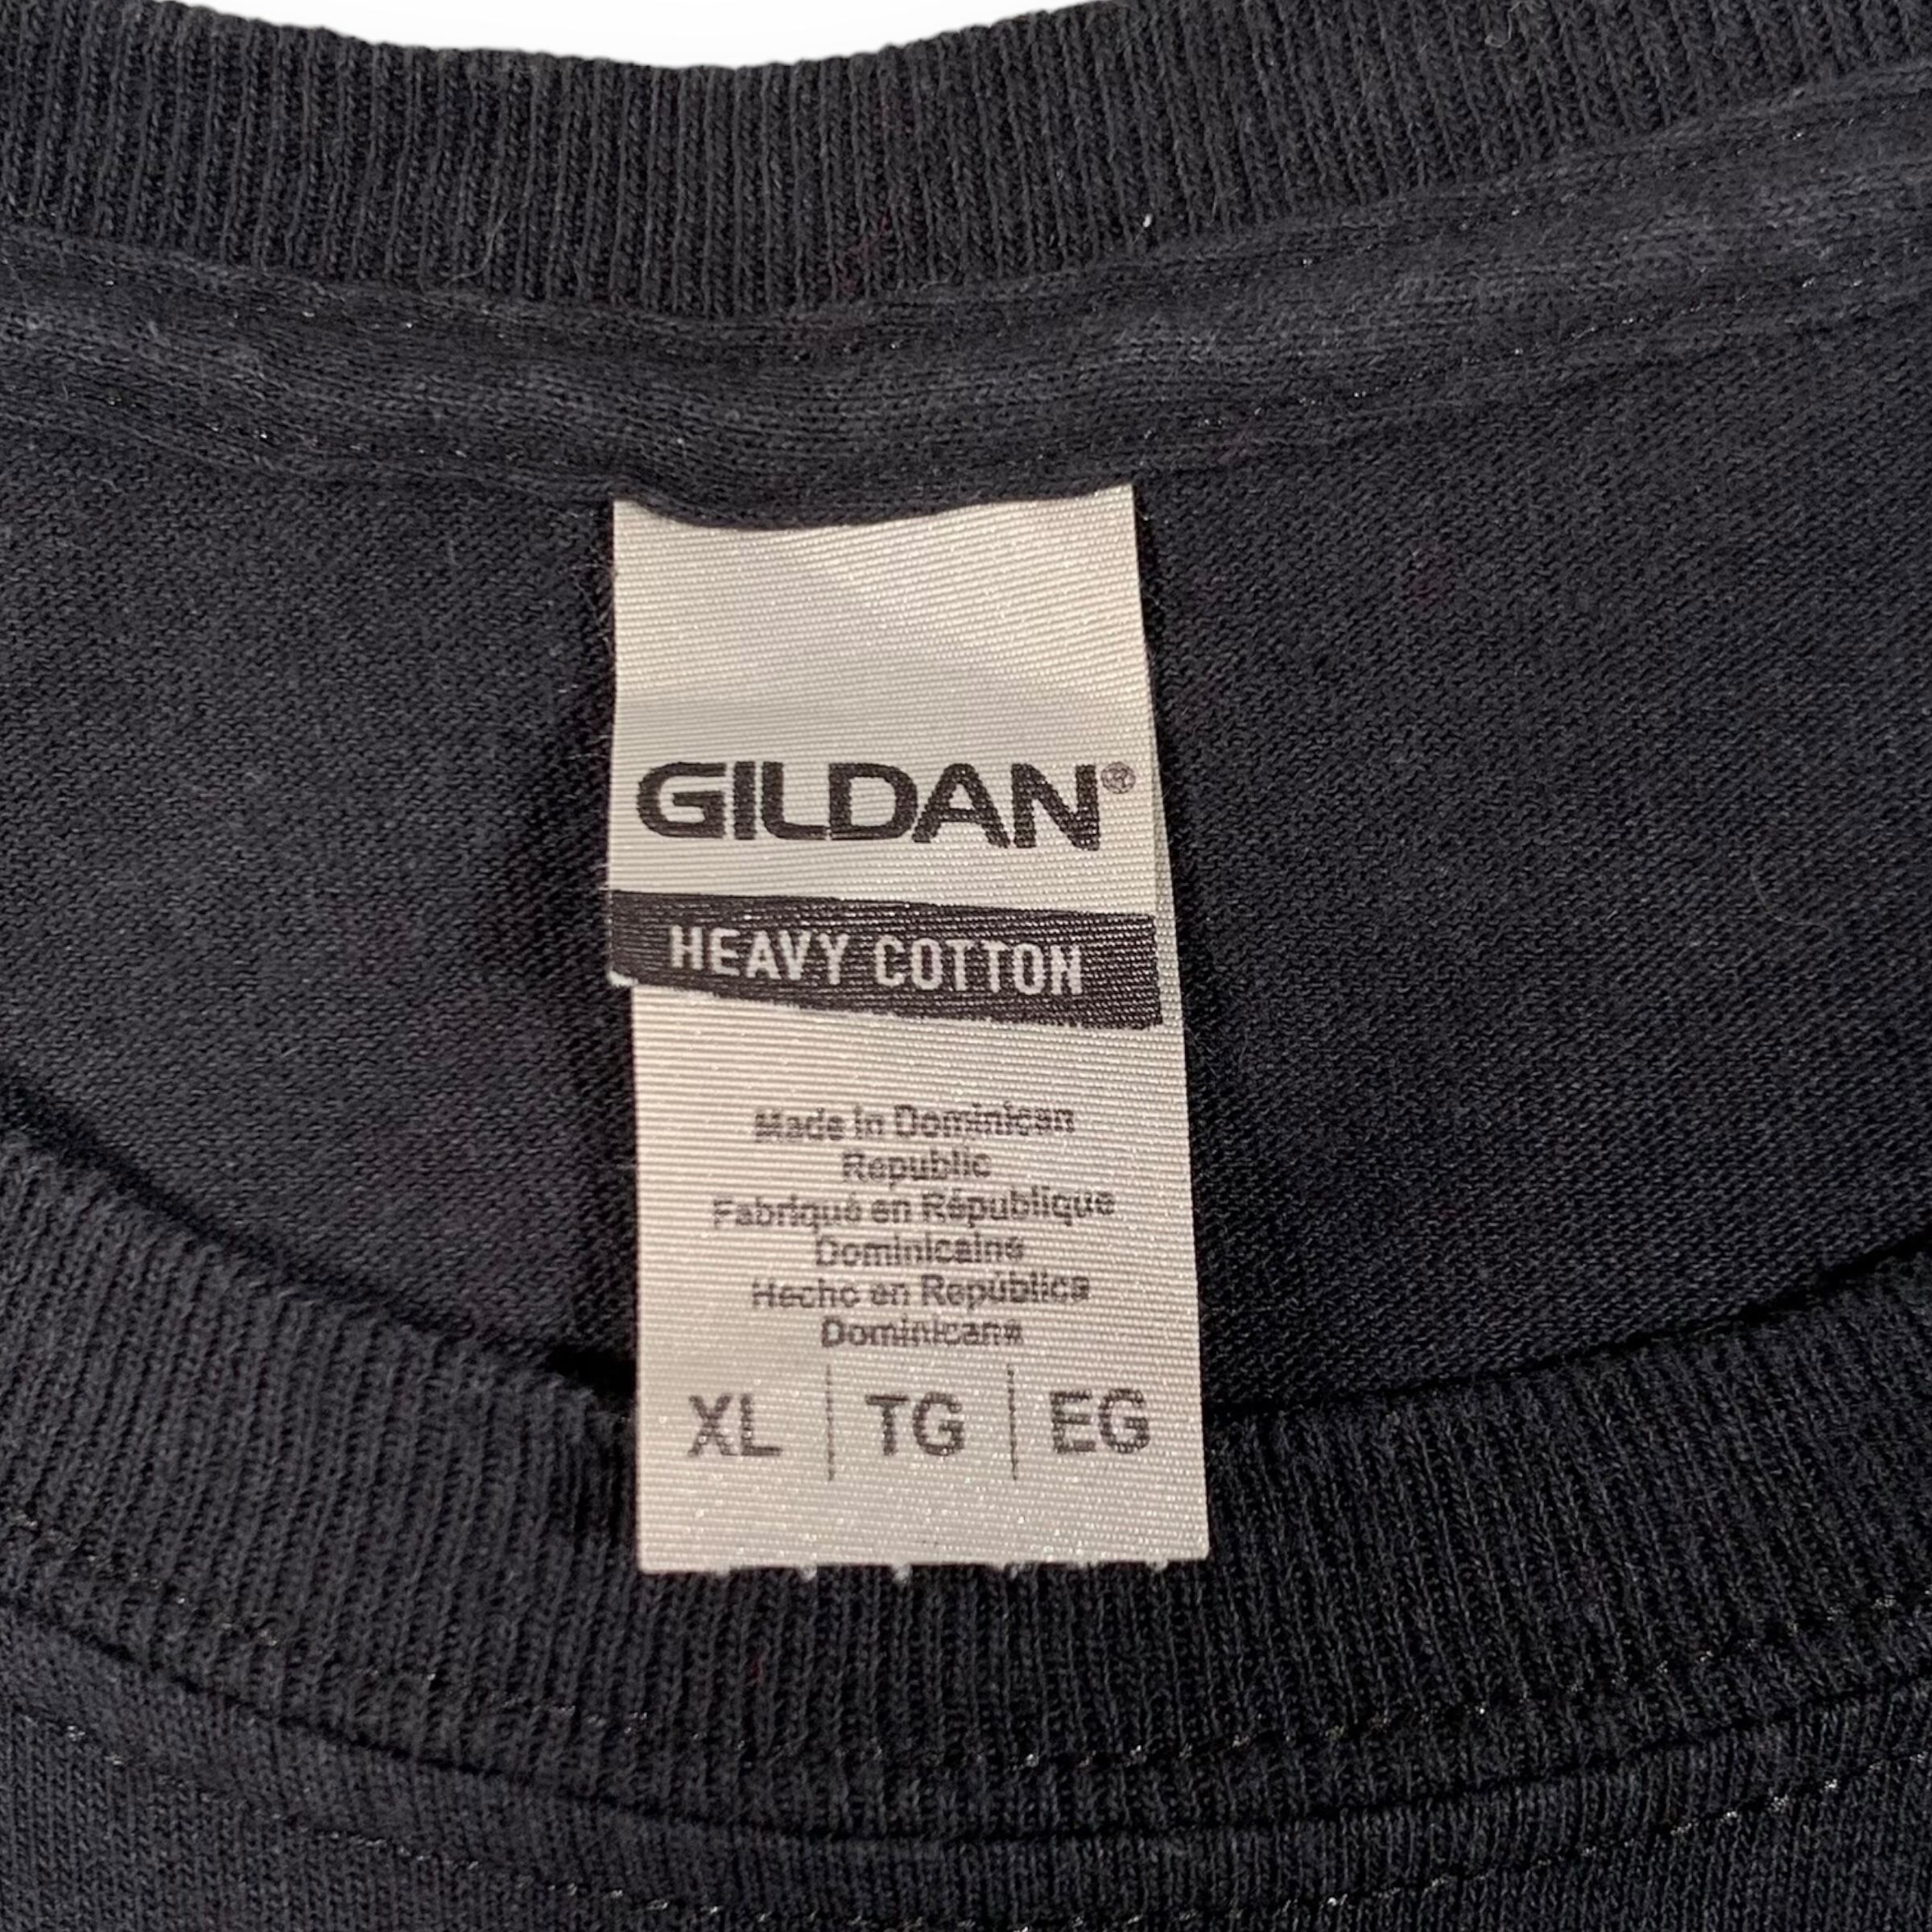 GILDAN®
HEAVY COTTON
Made in Dominican
Republic
Fabriqué en République
Dominicaine
Hecho en República
Dominicana
XL | TG | EG